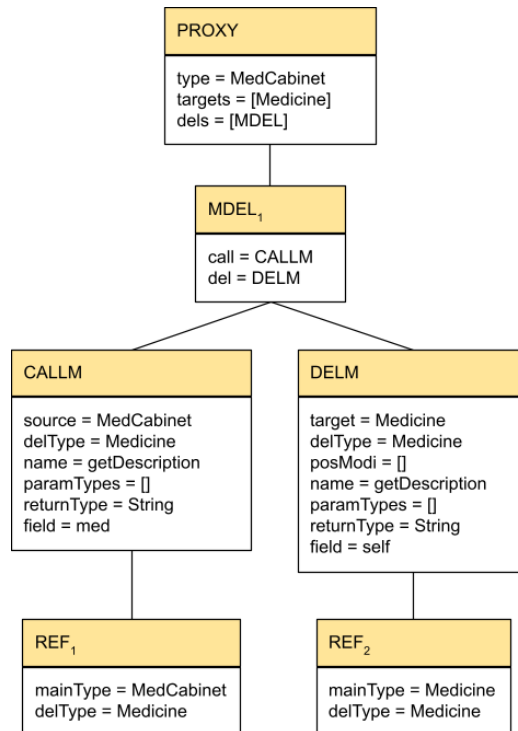 PROXY
type = MedCabinet
targets = [Medicine]
dels = [MDEL]
MDEL₁
call = CALLM
del = DELM
CALLM
source = MedCabinet
delType = Medicine
name = getDescription
paramTypes = []
returnType = String
field = med
DELM
target = Medicine
delType = Medicine
posModi = []
name = getDescription
paramTypes = []
returnType = String
field = self
REF₁
mainType = MedCabinet
delType = Medicine
REF₂
mainType = Medicine
delType = Medicine